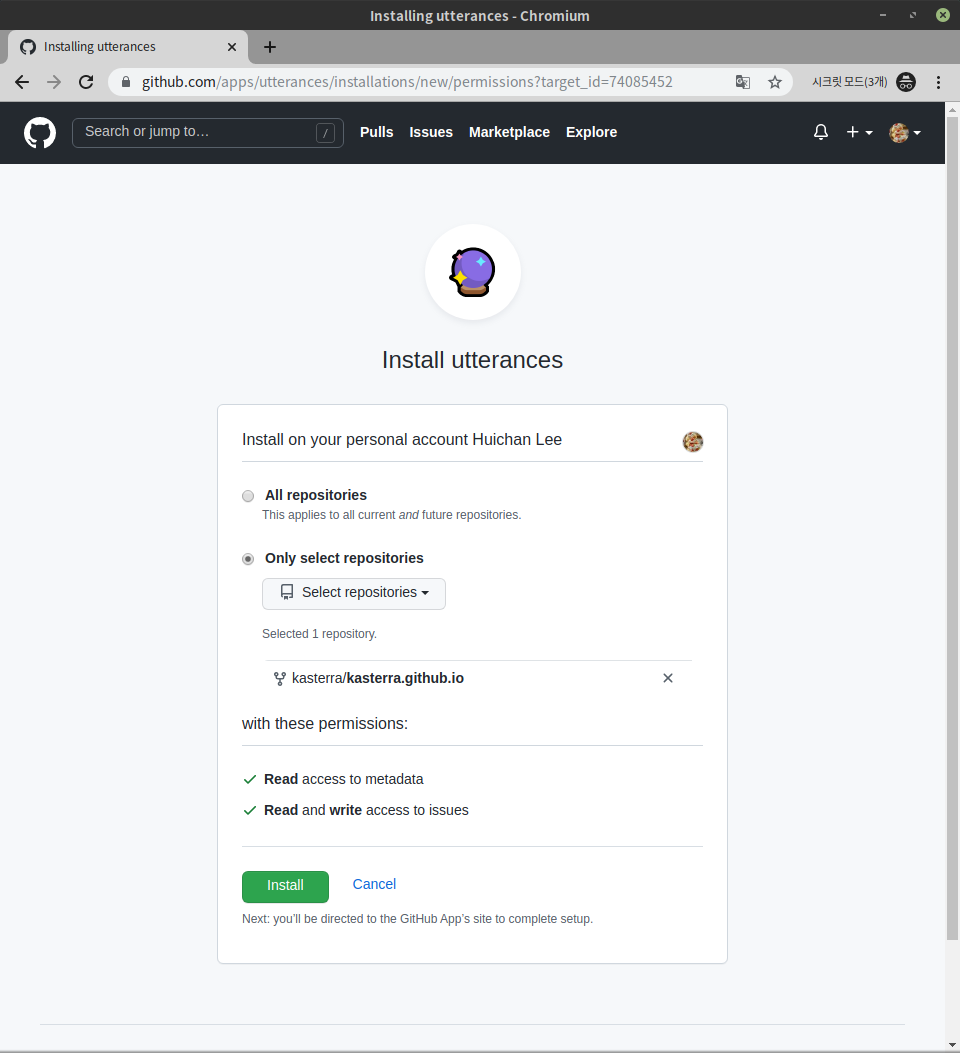 Installing utterances - Chromium
Installing utterances
github.com/apps/utterances/installations/new/permissions?target_id=74085452
시크릿 모드(3개)
Search or jump to…
/
Pulls Issues Marketplace Explore
Install utterances
Install on your personal account Huichan Lee
All repositories
This applies to all current and future repositories.
Only select repositories
Select repositories
Selected 1 repository.
kasterra/kasterra.github.io
with these permissions:
Read access to metadata
Read and write access to issues
Install Cancel
Next: you’ll be directed to the GitHub App’s site to complete setup.